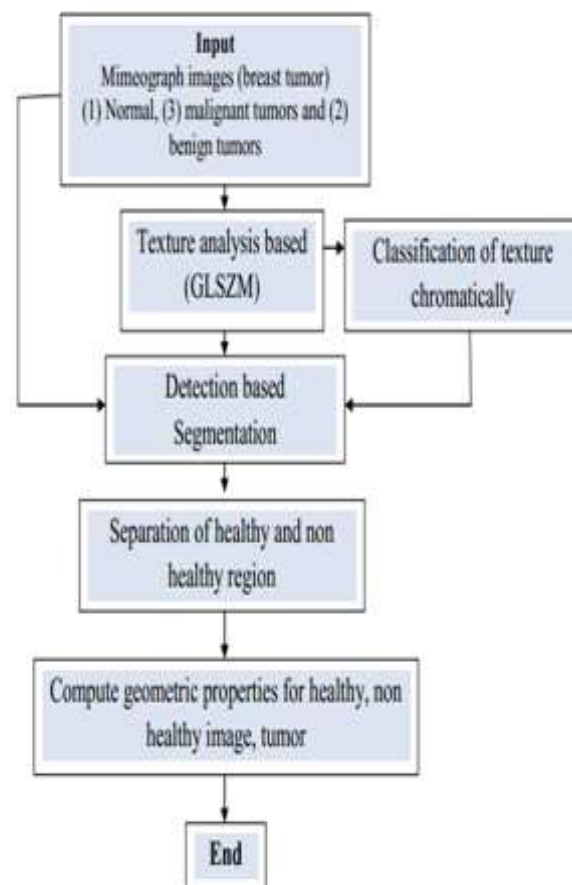 Input
Mimeograph images (breast tumor)
(1) Normal, (3) malignant tumors and (2)
benign tumors
Texture analysis based
(GLSZM)
Classification of texture
chromatically
Detection based
Segmentation
Separation of healthy and non
healthy region
Compute geometric properties for healthy, non
healthy image, tumor
End